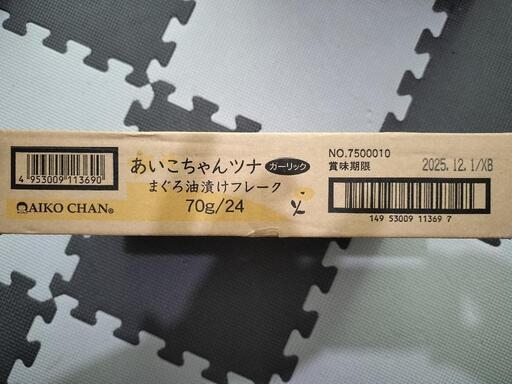 4 953009 113690
AIKO CHAN®
あいこちゃんツナ ガーリック
まぐろ油漬けフレーク
70g/24
NO.7500010
賞味期限
2025.12.1/XB
149 53009 11369 7